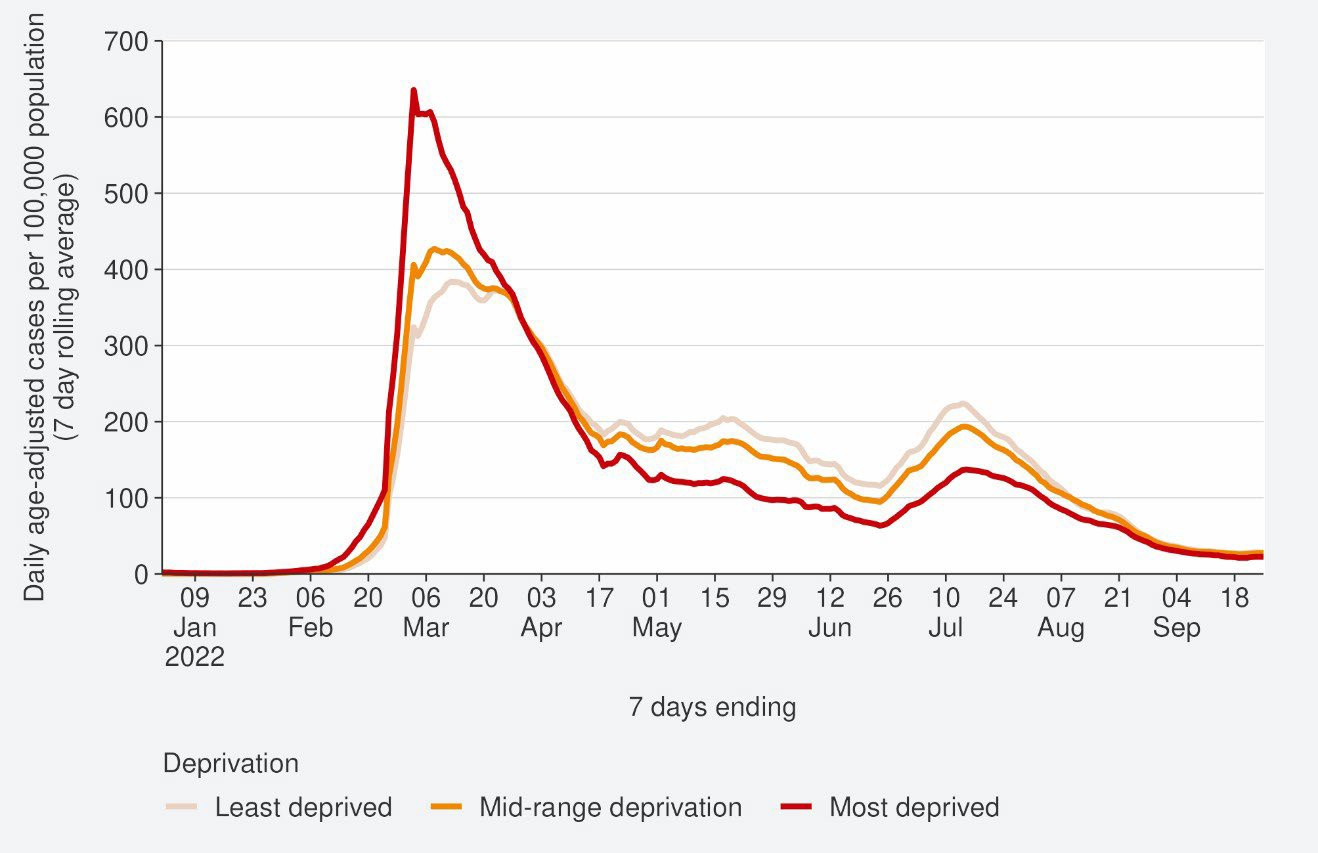 Daily age-adjusted cases per 100,000 population
(7 day rolling average)
700
600
500
400
300
200
100
0
09 23 06 20 06 20 03 17 01 15 29 12 26 10 24 07 21 04 18
Jan Feb Mar Apr May Jun Jul Aug Sep
2022
7 days ending
Deprivation
Least deprived Mid-range deprivation Most deprived